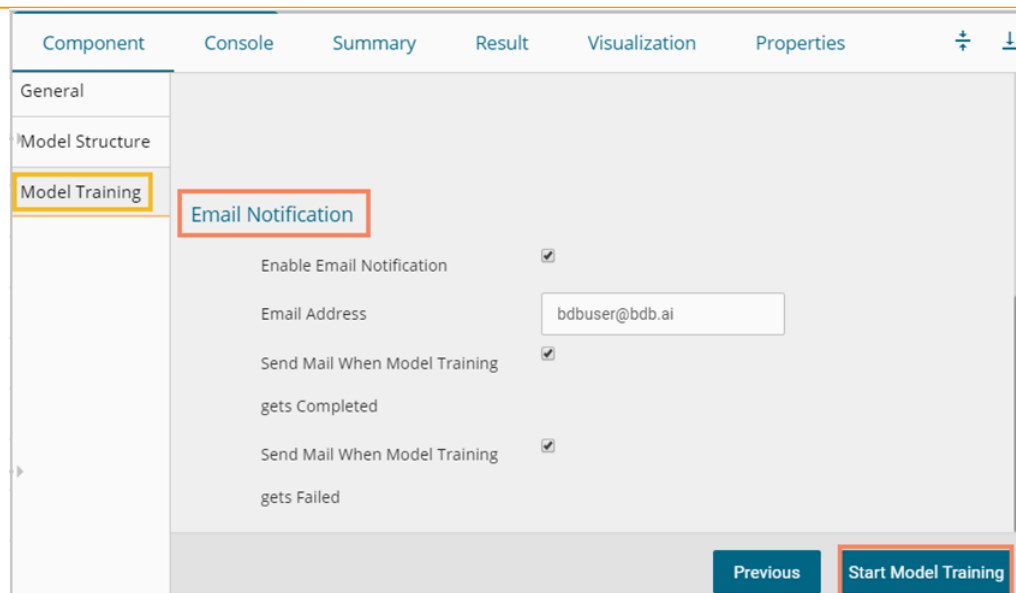 Component Console Summary Result Visualization Properties
General
Model Structure
Model Training
Email Notification
Enable Email Notification
Email Address bdbuser@bdb.ai
Send Mail When Model Training
gets Completed
Send Mail When Model Training
gets Failed
Previous Start Model Training